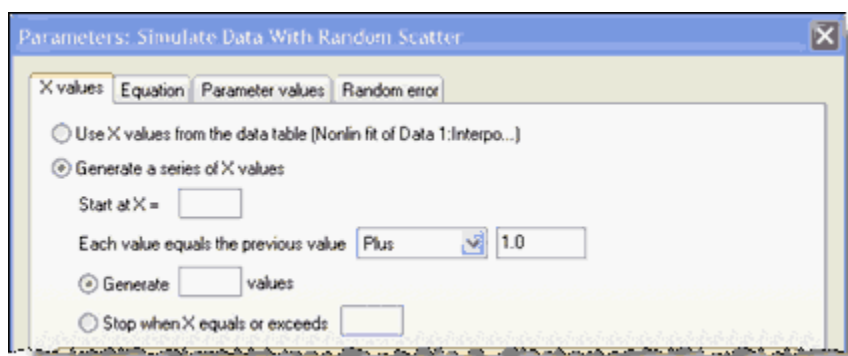 Parameters: Simulate Data With Random Scatter
X values Equation Parameter values Random error
Use X values from the data table (Nonlin fit of Data 1:Interpo...)
Generate a series of X values
Start at X =
Each value equals the previous value Plus 1.0
Generate values
Stop when X equals or exceeds